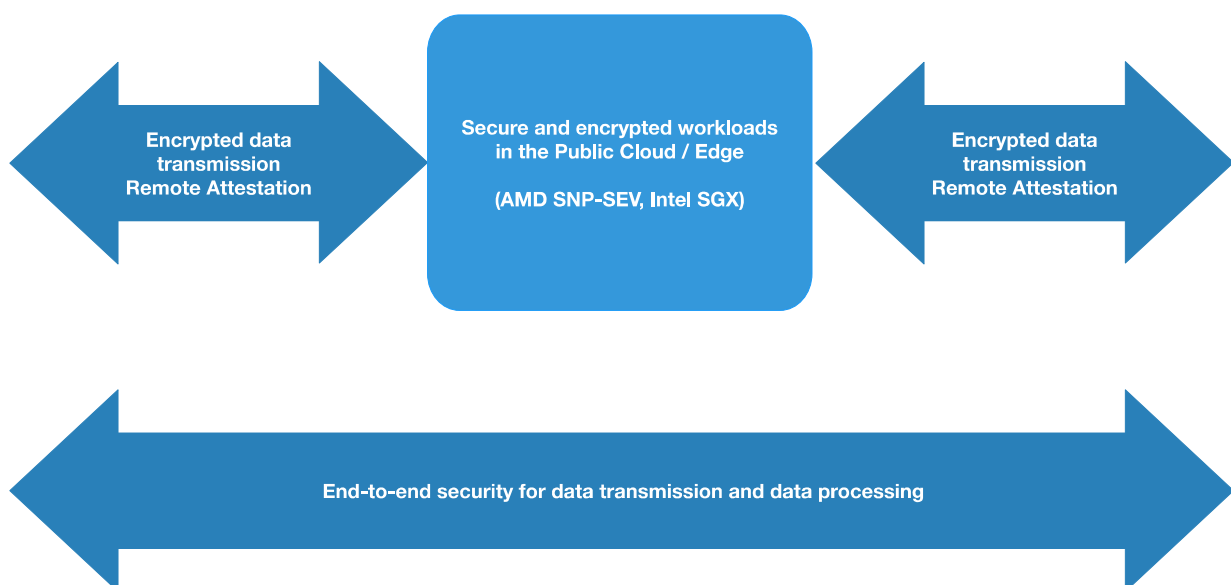 Encrypted data
transmission
Remote Attestation
Secure and encrypted workloads
in the Public Cloud / Edge
(AMD SNP-SEV, Intel SGX)
Encrypted data
transmission
Remote Attestation
End-to-end security for data transmission and data processing